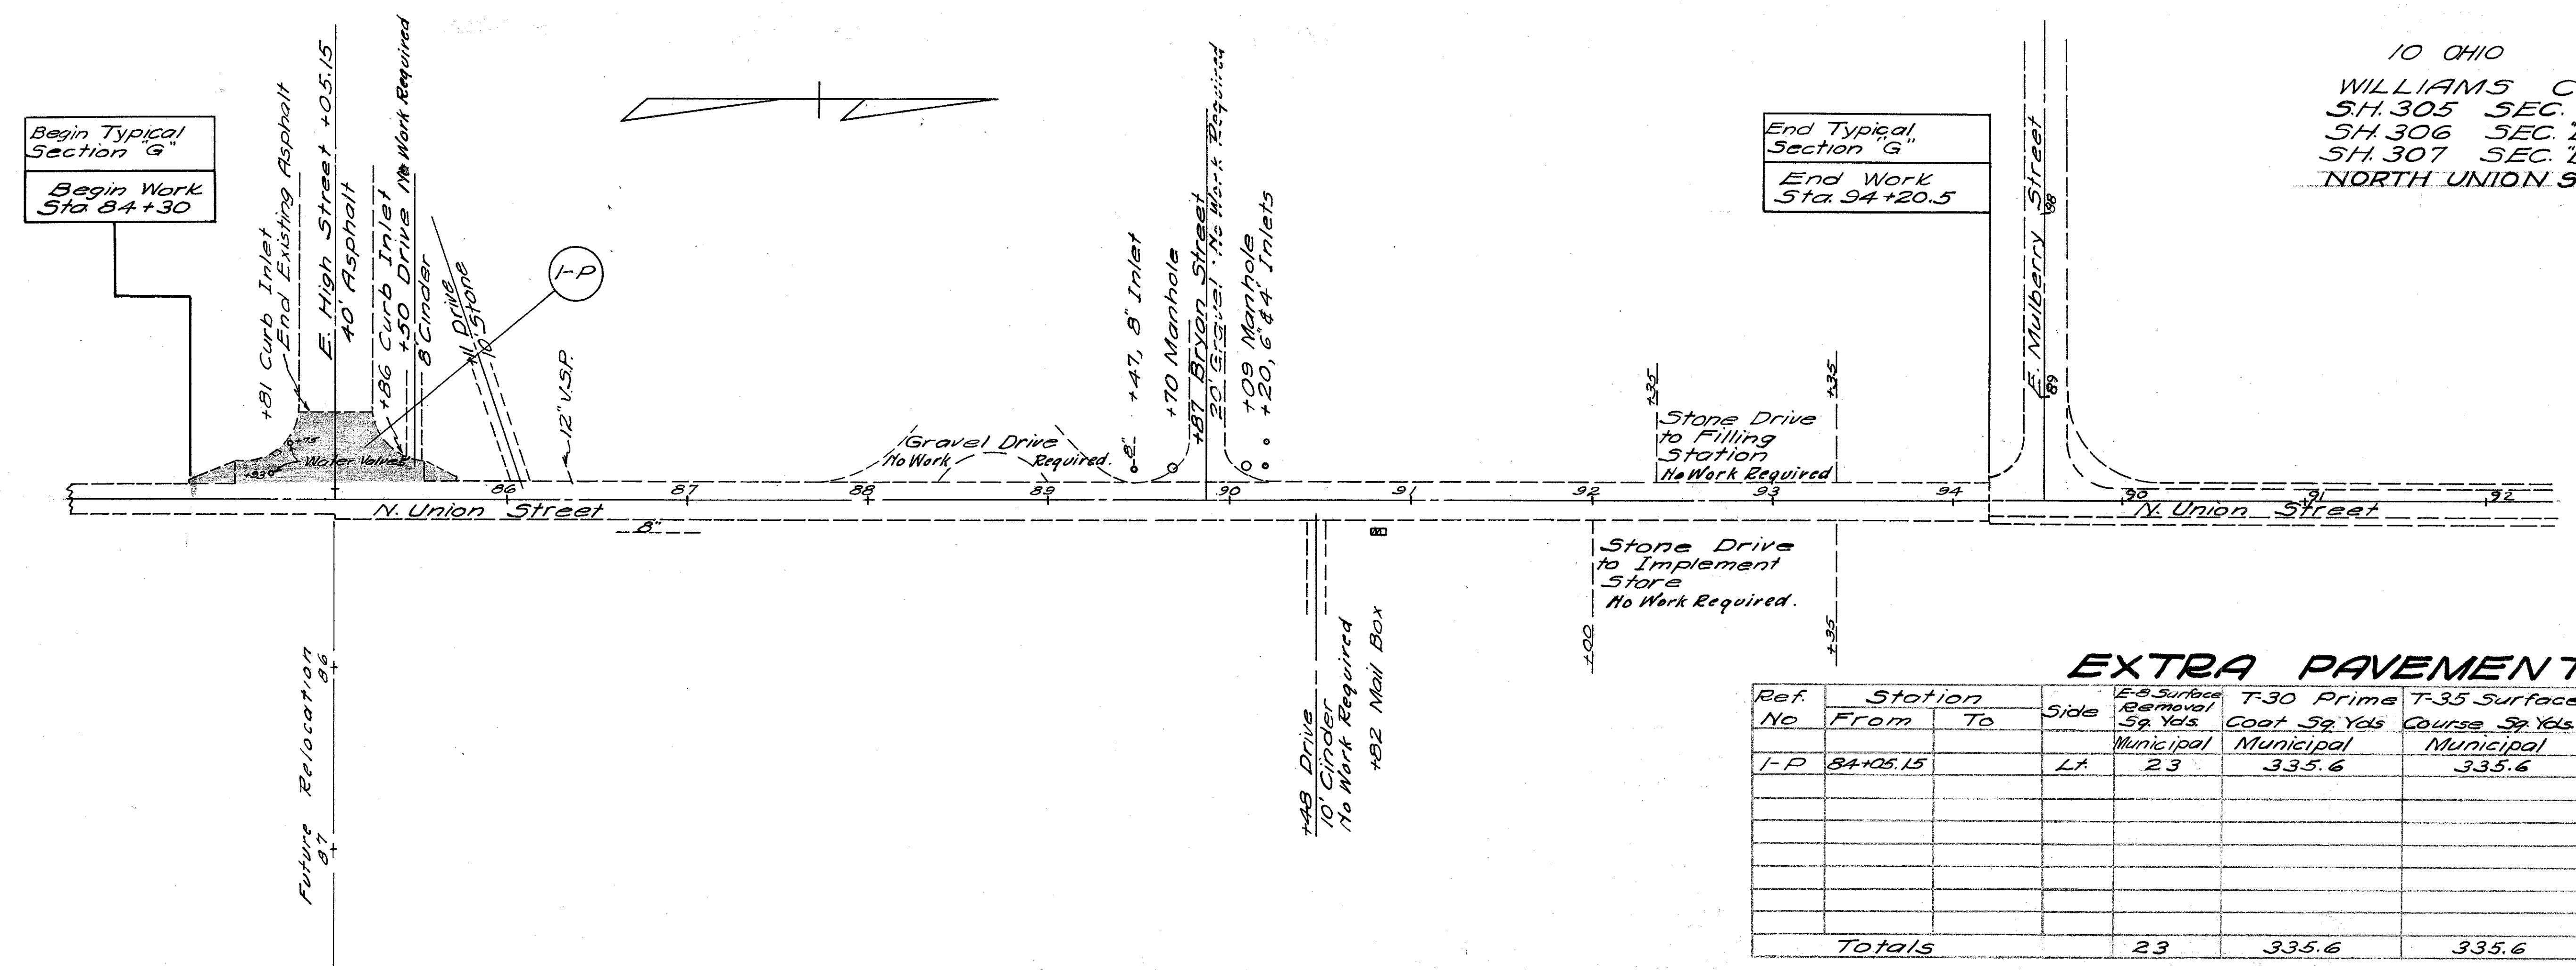 10 OHIO
WILLIAMS C
S.H. 305 SEC.
S.H. 306 SEC.
S.H. 307 SEC.
NORTH UNION S
Begin Typical
Section "G"
Begin Work
Sta. 84+30
+81 Curb Inlet
End Existing Asphalt
E. High Street +05.15
40' Asphalt
+86 Curb Inlet
+50 Drive No Work Required
8' Cinder
+11 Drive
10' Stone
1-P
12" V.S.P.
+75
+93
Water Valves
Gravel Drive
No Work Required.
8"
+47, 8" Inlet
+70 Manhole
+87 Bryan Street
20' Gravel - No Work Required
+09 Manhole
+20, 6" & 4" Inlets
+35
+35
Stone Drive
to Filling
Station
No Work Required
End Typical
Section "G"
End Work
Sta. 94+20.5
E. Mulberry Street
98
89
86 87 88 89 90 91 92 93 94 90 91 92
N. Union Street
N. Union Street
8"
Stone Drive
to Implement
Store
No Work Required.
+00
+35
+48 Drive
10' Cinder
No Work Required
+82 Mail Box
Future Relocation
86
87
EXTRA PAVEMENT
Ref. No
Station
From To
Side
E-8 Surface Removal Sq. Yds.
T-30 Prime Coat Sq. Yds
T-35 Surface Course Sq. Yds.
Municipal Municipal Municipal
1-P 84+05.15 Lt. 23 335.6 335.6
Totals 23 335.6 335.6